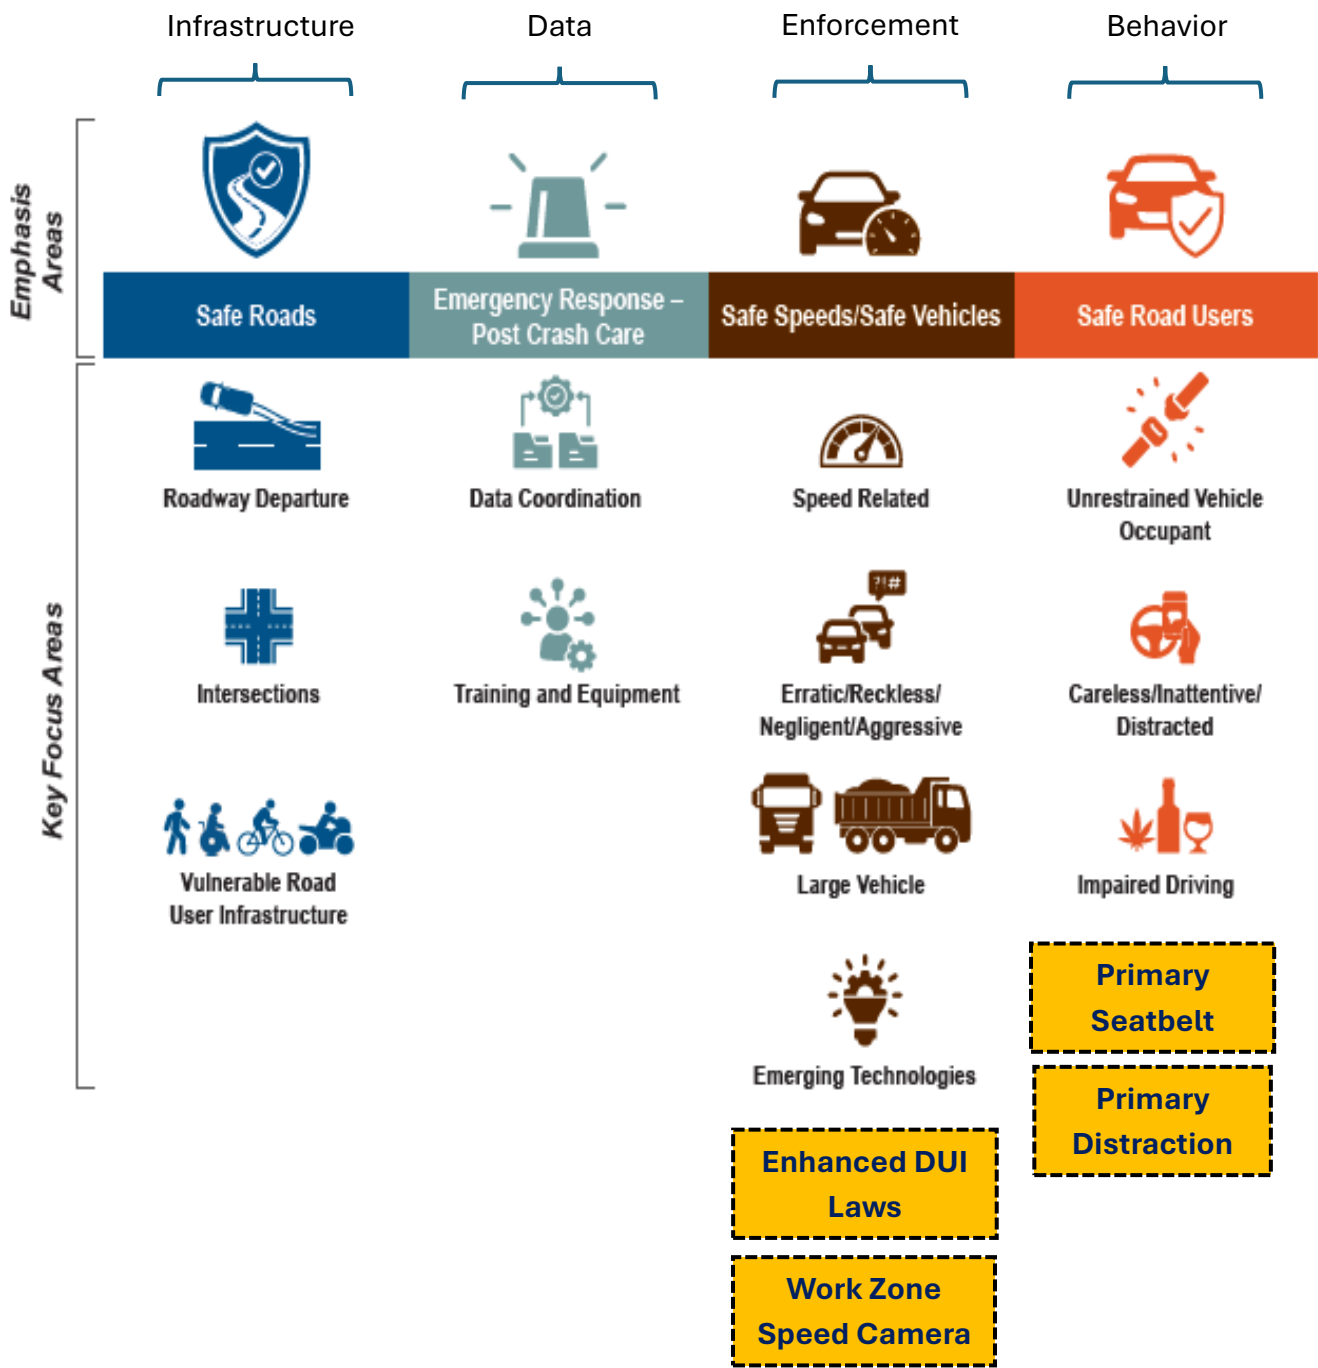 Infrastructure
Data
Enforcement
Behavior
Emphasis
Areas
Safe Roads
Emergency Response –
Post Crash Care
Safe Speeds/Safe Vehicles
Safe Road Users
Key Focus Areas
Roadway Departure
Data Coordination
Speed Related
Unrestrained Vehicle
Occupant
?!#
Intersections
Training and Equipment
Erratic/Reckless/
Negligent/Aggressive
Careless/Inattentive/
Distracted
Vulnerable Road
User Infrastructure
Large Vehicle
Impaired Driving
Emerging Technologies
Primary
Seatbelt
Primary
Distraction
Enhanced DUI
Laws
Work Zone
Speed Camera